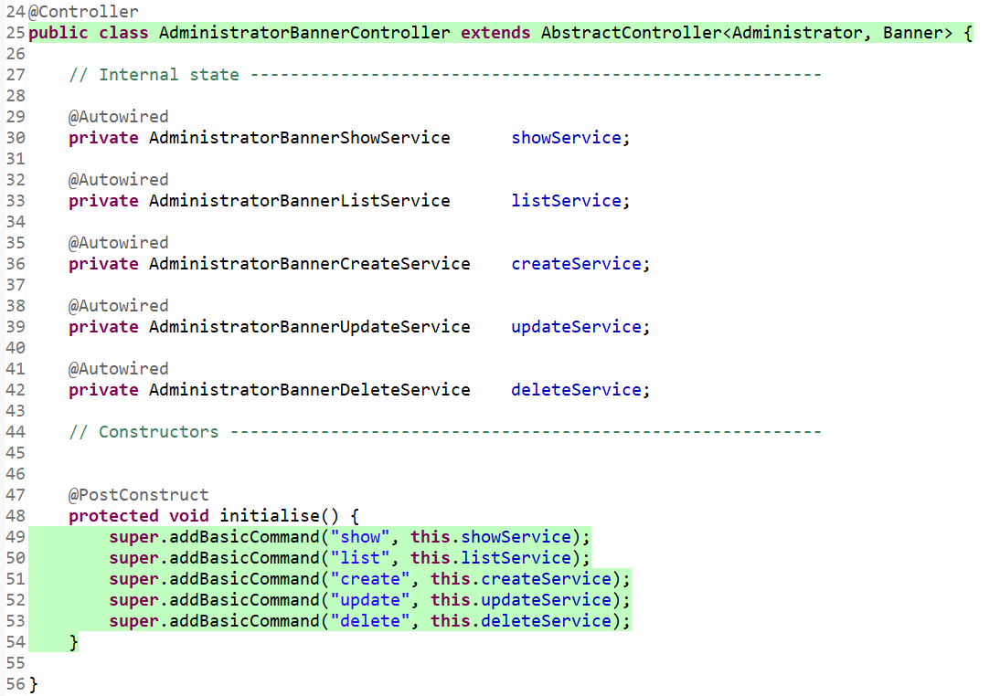 24 @Controller
25 public class AdministratorBannerController extends AbstractController<Administrator, Banner> {
26
27     // Internal state ---------------------------------------------------------
28
29     @Autowired
30     private AdministratorBannerShowService      showService;
31
32     @Autowired
33     private AdministratorBannerListService      listService;
34
35     @Autowired
36     private AdministratorBannerCreateService    createService;
37
38     @Autowired
39     private AdministratorBannerUpdateService    updateService;
40
41     @Autowired
42     private AdministratorBannerDeleteService    deleteService;
43
44     // Constructors -----------------------------------------------------------
45
46
47     @PostConstruct
48     protected void initialise() {
49         super.addBasicCommand("show", this.showService);
50         super.addBasicCommand("list", this.listService);
51         super.addBasicCommand("create", this.createService);
52         super.addBasicCommand("update", this.updateService);
53         super.addBasicCommand("delete", this.deleteService);
54     }
55
56 }